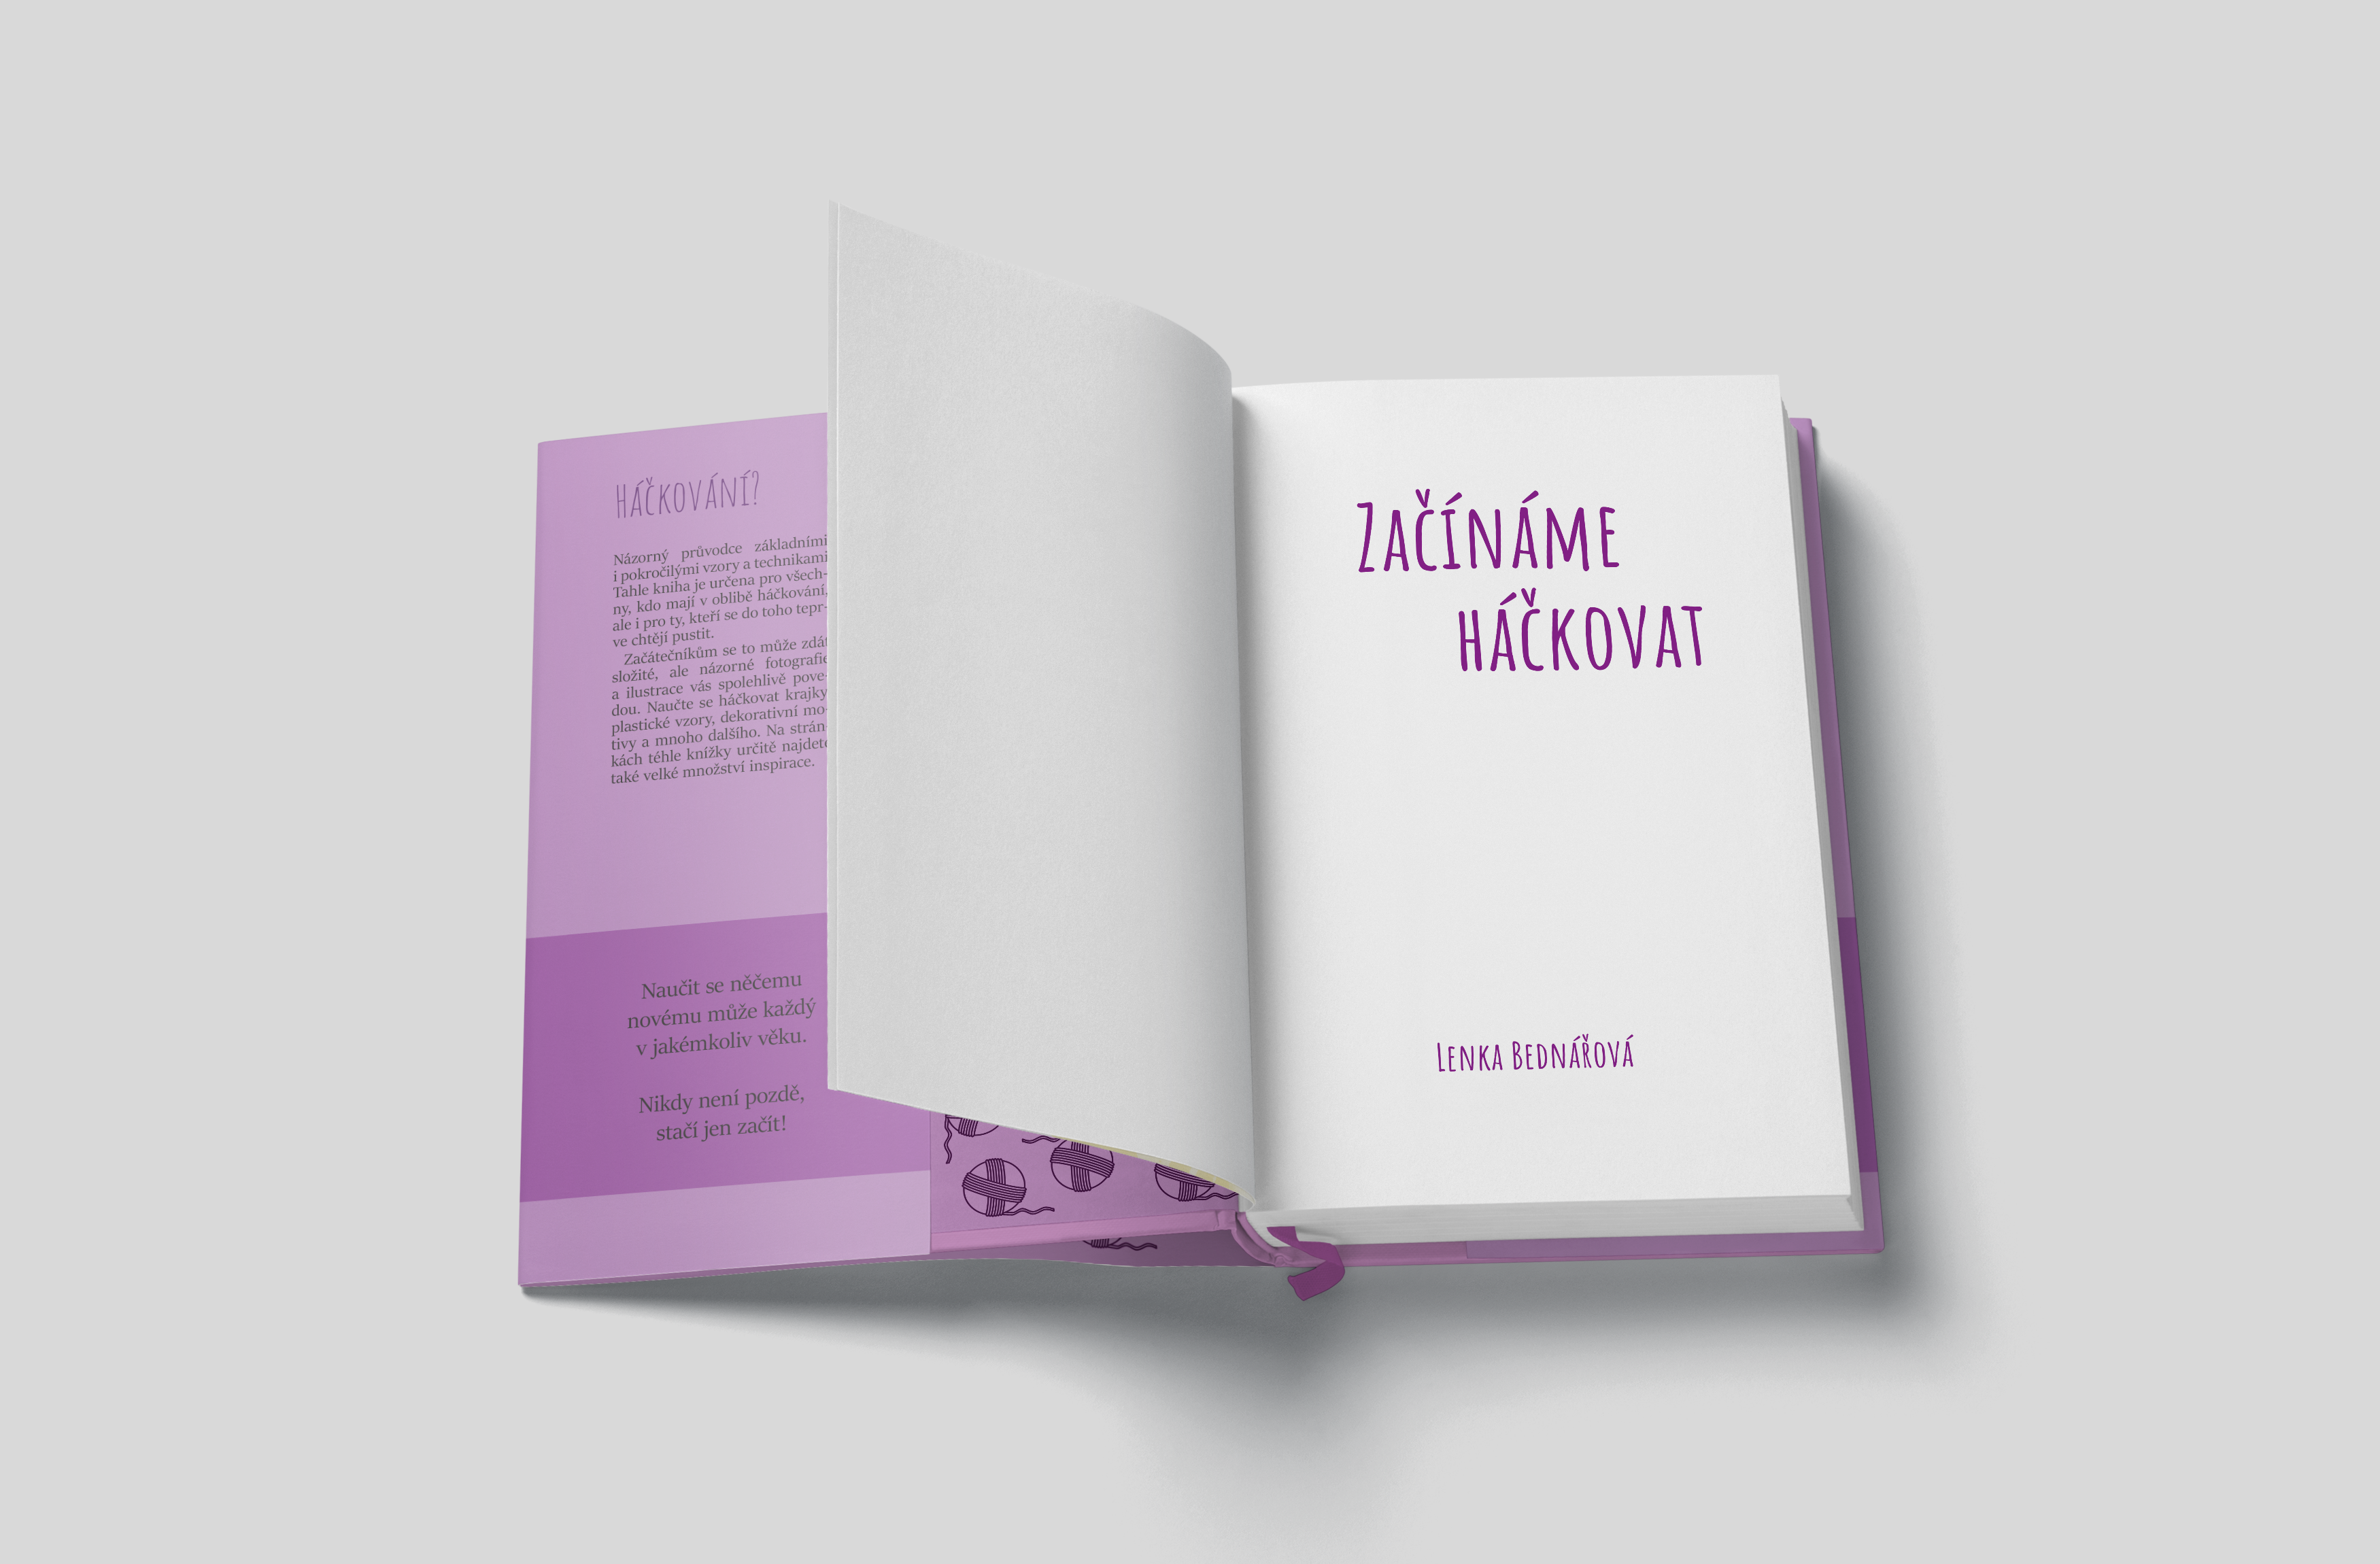 Háčkování?
Názorný průvodce základními
i pokročilými vzory a technikami
Tahle kniha je určena pro všech-
ny, kdo mají v oblibě háčkování,
ale i pro ty, kteří se do toho tepr-
ve chtějí pustit.
Začátečníkům se to může zdát
složité, ale názorné fotografie
a ilustrace vás spolehlivě pove-
dou. Naučte se háčkovat krajky
plastické vzory, dekorativní mo-
tivy a mnoho dalšího. Na strán-
kách téhle knížky určitě najdete
také velké množství inspirace.
Naučit se něčemu
novému může každý
v jakémkoliv věku.
Nikdy není pozdě,
stačí jen začít!
Začínáme
háčkovat
Lenka Bednářová